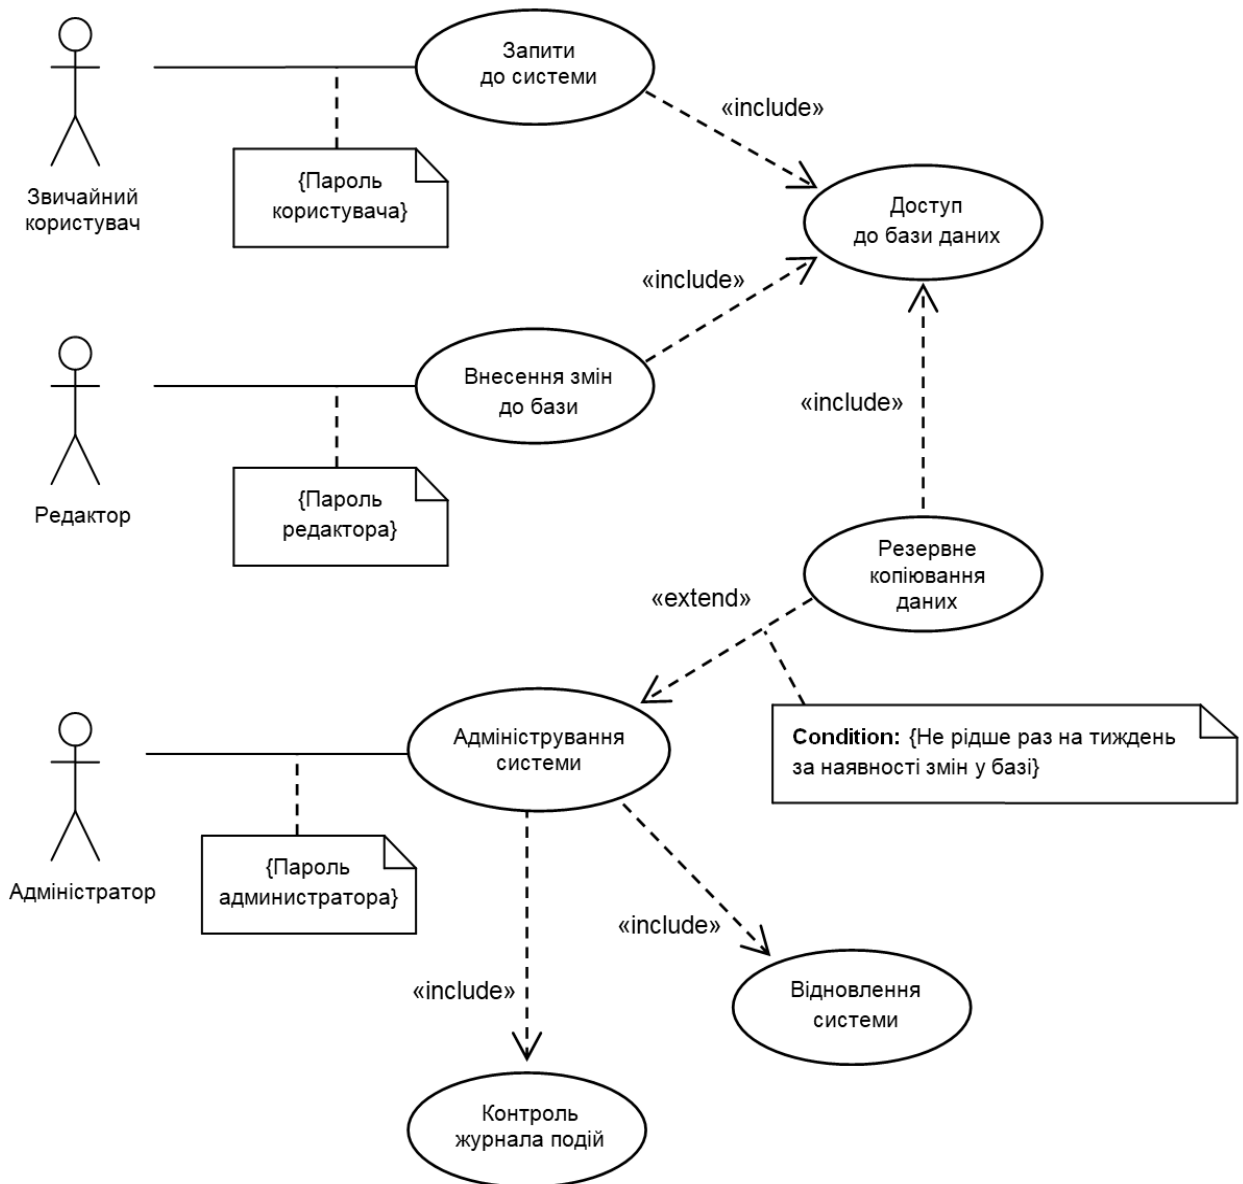 Запити
до системи
«include»
{Пароль
користувача}
Звичайний
користувач
Доступ
до бази даних
«include»
Внесення змін
до бази
«include»
{Пароль
редактора}
Редактор
Резервне
копіювання
даних
«extend»
Адміністрування
системи
Condition: {Не рідше раз на тиждень
за наявності змін у базі}
{Пароль
администратора}
Адміністратор
«include»
Відновлення
системи
«include»
Контроль
журнала подій